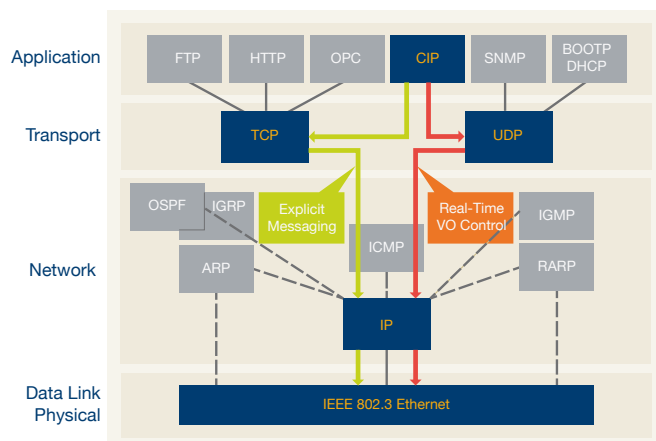 Application
FTP
HTTP
OPC
CIP
SNMP
BOOTP
DHCP
Transport
TCP
UDP
Explicit
Messaging
Real-Time
VO Control
OSPF
IGRP
IGMP
ICMP
ARP
RARP
Network
IP
Data Link
Physical
IEEE 802.3 Ethernet